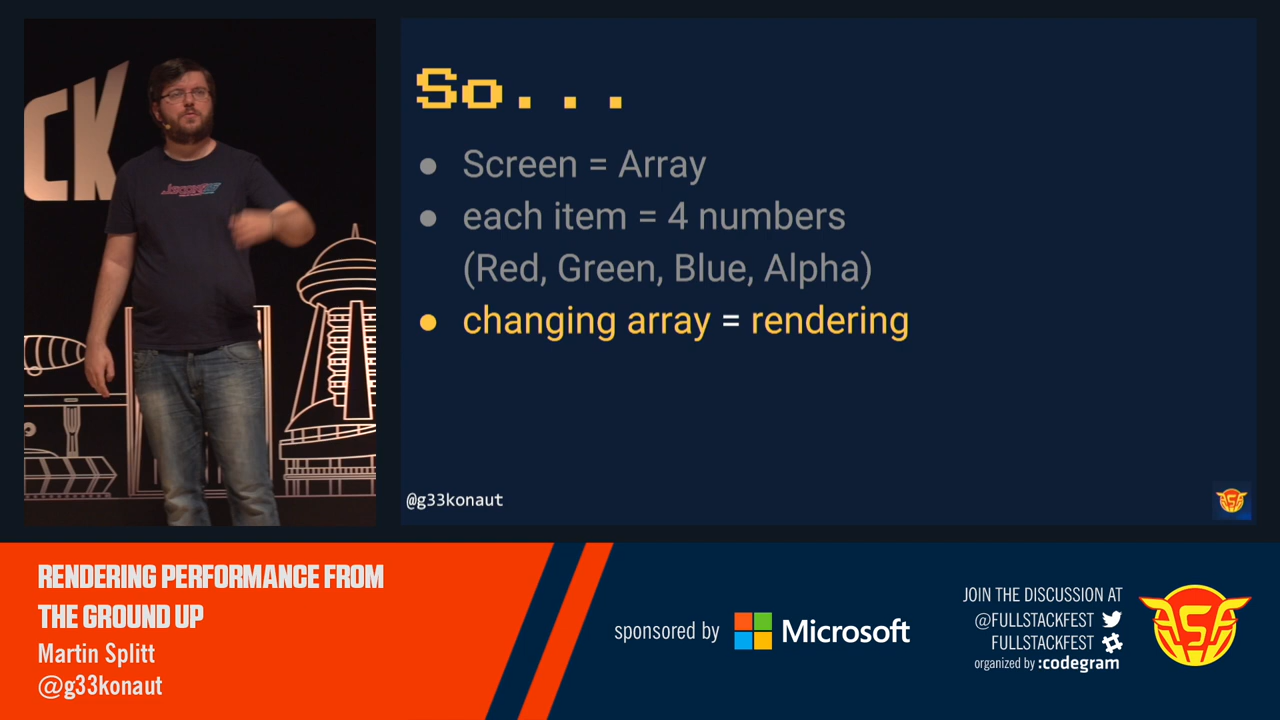 CK
So...
● Screen = Array
● each item = 4 numbers
(Red, Green, Blue, Alpha)
● changing array = rendering
@g33konaut
RENDERING PERFORMANCE FROM
THE GROUND UP
Martin Splitt
@g33konaut
sponsored by Microsoft
JOIN THE DISCUSSION AT
@FULLSTACKFEST
FULLSTACKFEST
organized by :codegram